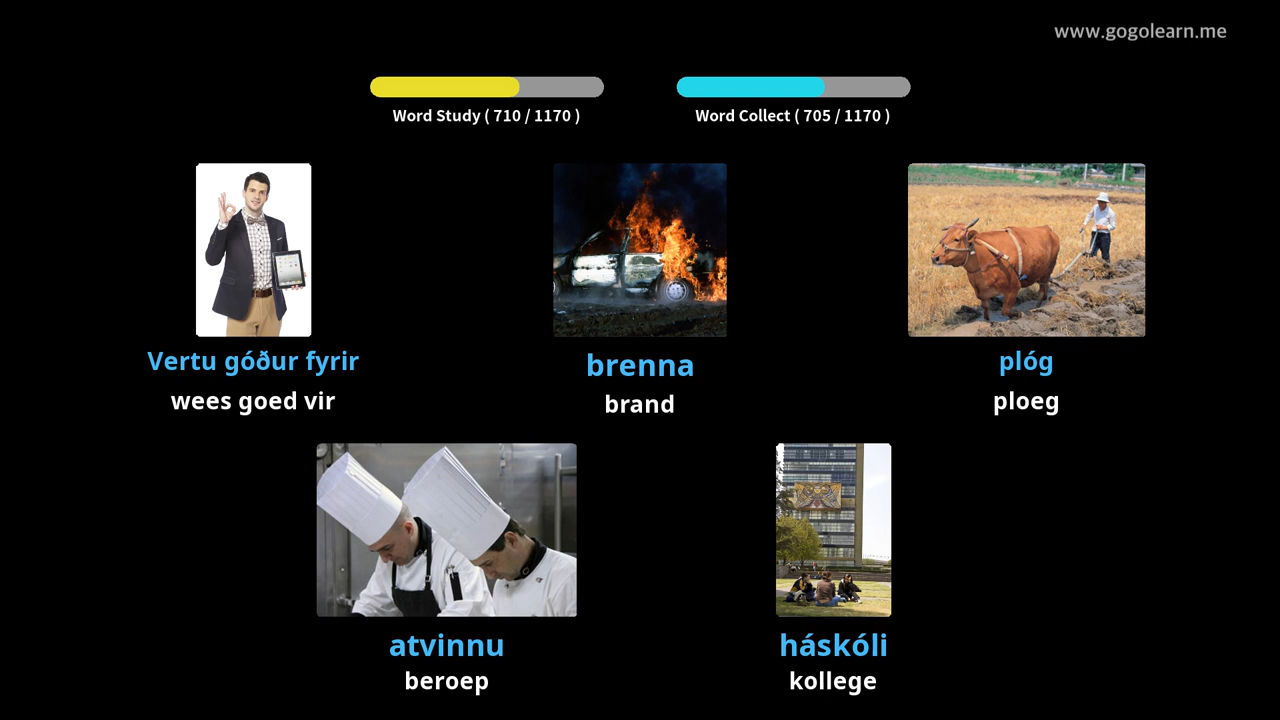 www.gogolearn.me
Word Study ( 710 / 1170 )
Word Collect ( 705 / 1170 )
Vertu góður fyrir
wees goed vir
brenna
brand
plóg
ploeg
atvinnu
beroep
háskóli
kollege